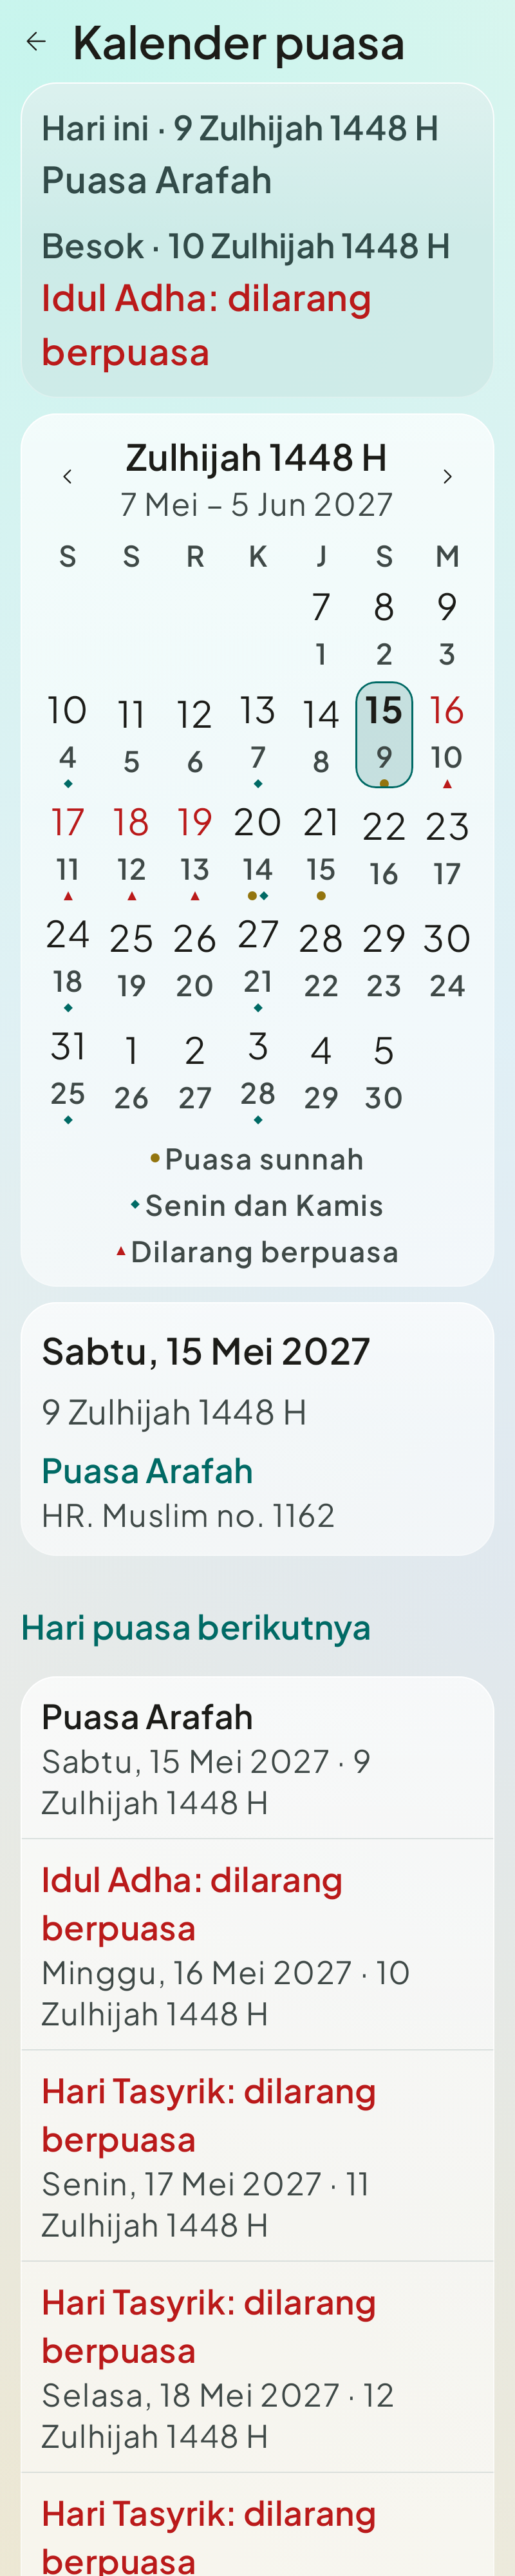 Kalender puasa
Hari ini · 9 Zulhijah 1448 H
Puasa Arafah
Besok · 10 Zulhijah 1448 H
Idul Adha: dilarang
berpuasa
Zulhijah 1448 H
7 Mei – 5 Jun 2027
S S R K J S M
7 8 9
1 2 3
10 11 12 13 14 15 16
4 5 6 7 8 9 10
17 18 19 20 21 22 23
11 12 13 14 15 16 17
24 25 26 27 28 29 30
18 19 20 21 22 23 24
31 1 2 3 4 5
25 26 27 28 29 30
Puasa sunnah
Senin dan Kamis
Dilarang berpuasa
Sabtu, 15 Mei 2027
9 Zulhijah 1448 H
Puasa Arafah
HR. Muslim no. 1162
Hari puasa berikutnya
Puasa Arafah
Sabtu, 15 Mei 2027 · 9
Zulhijah 1448 H
Idul Adha: dilarang
berpuasa
Minggu, 16 Mei 2027 · 10
Zulhijah 1448 H
Hari Tasyrik: dilarang
berpuasa
Senin, 17 Mei 2027 · 11
Zulhijah 1448 H
Hari Tasyrik: dilarang
berpuasa
Selasa, 18 Mei 2027 · 12
Zulhijah 1448 H
Hari Tasyrik: dilarang
berpuasa